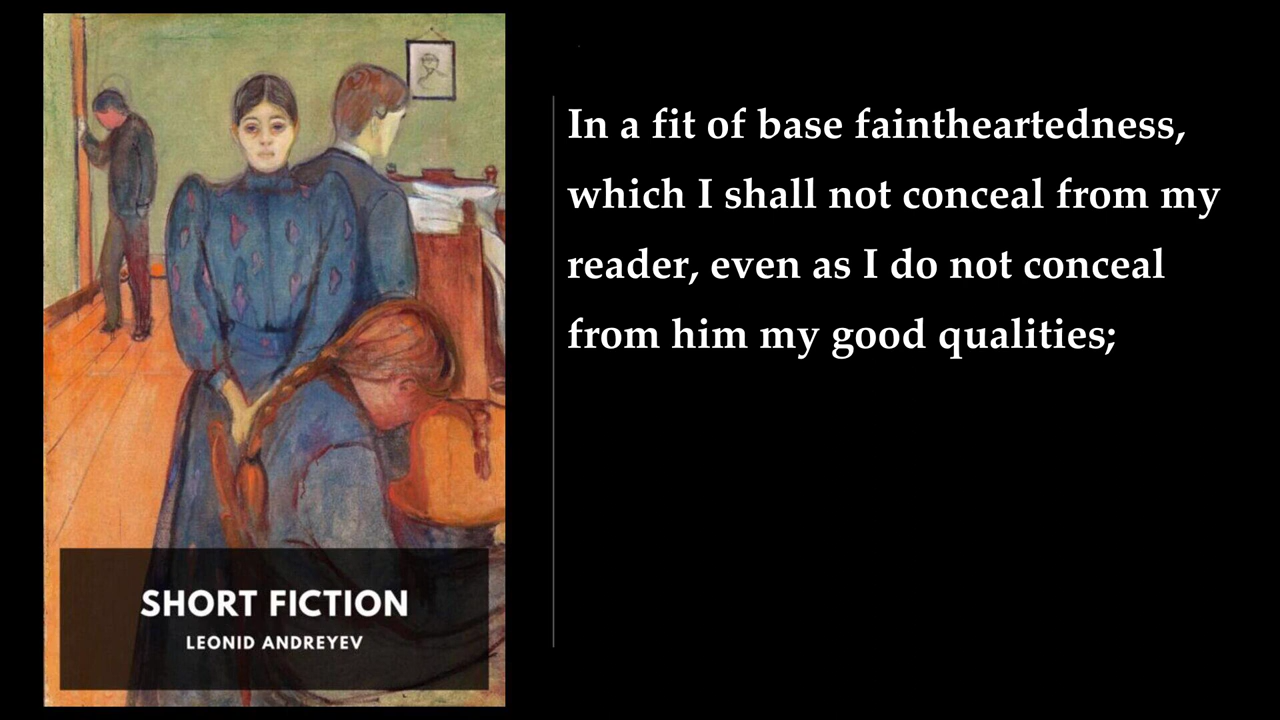 In a fit of base faintheartedness,
which I shall not conceal from my
reader, even as I do not conceal
from him my good qualities;
SHORT FICTION
LEONID ANDREYEV